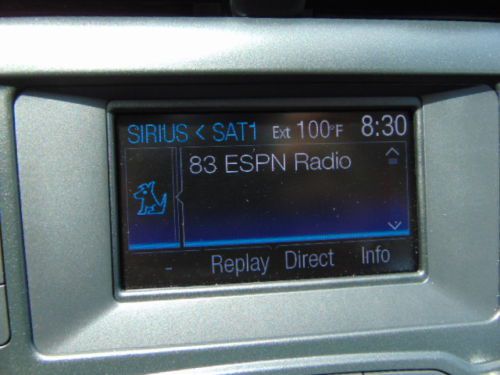 SIRIUS < SAT1 Ext 100°F 8:30
83 ESPN Radio
- Replay Direct Info